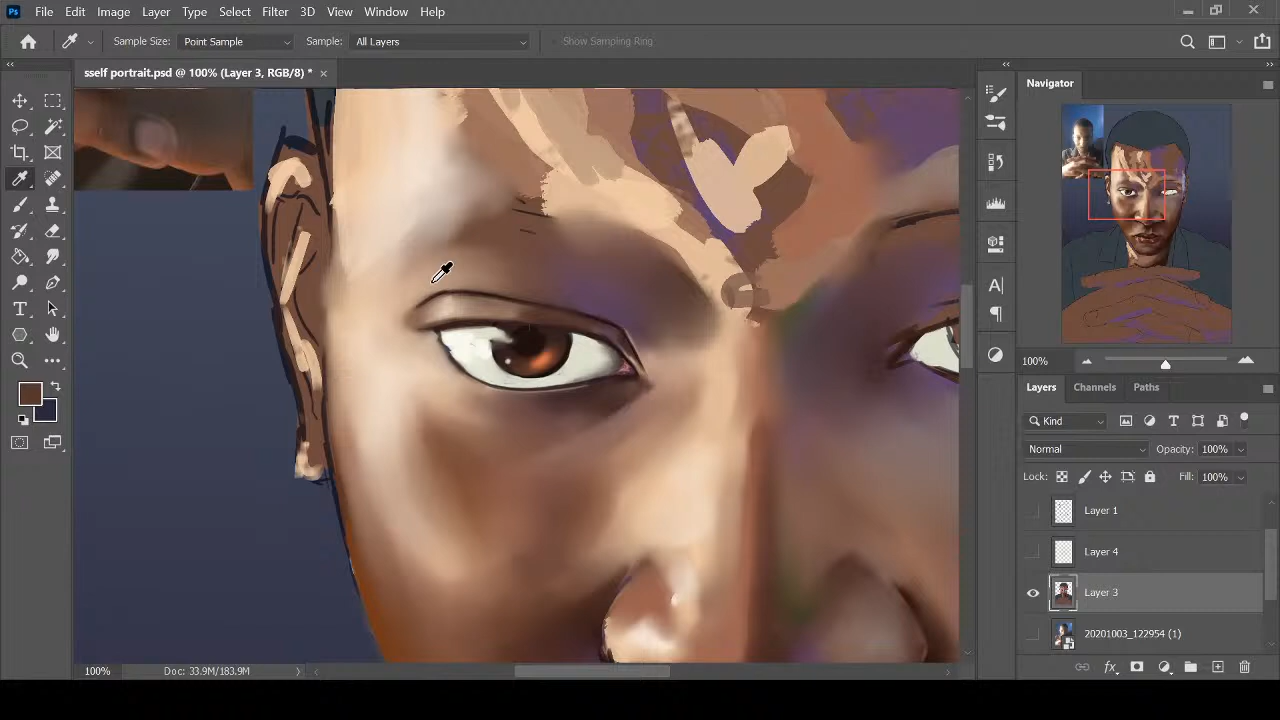 Ps File Edit Image Layer Type Select Filter 3D View Window Help
Sample Size: Point Sample Sample: All Layers Show Sampling Ring
sself portrait.psd @ 100% (Layer 3, RGB/8) *
Navigator
100%
Layers Channels Paths
Kind
Normal Opacity: 100%
Lock: Fill: 100%
Layer 1
Layer 4
Layer 3
20201003_122954 (1)
fx
100% Doc: 33.9M/183.9M